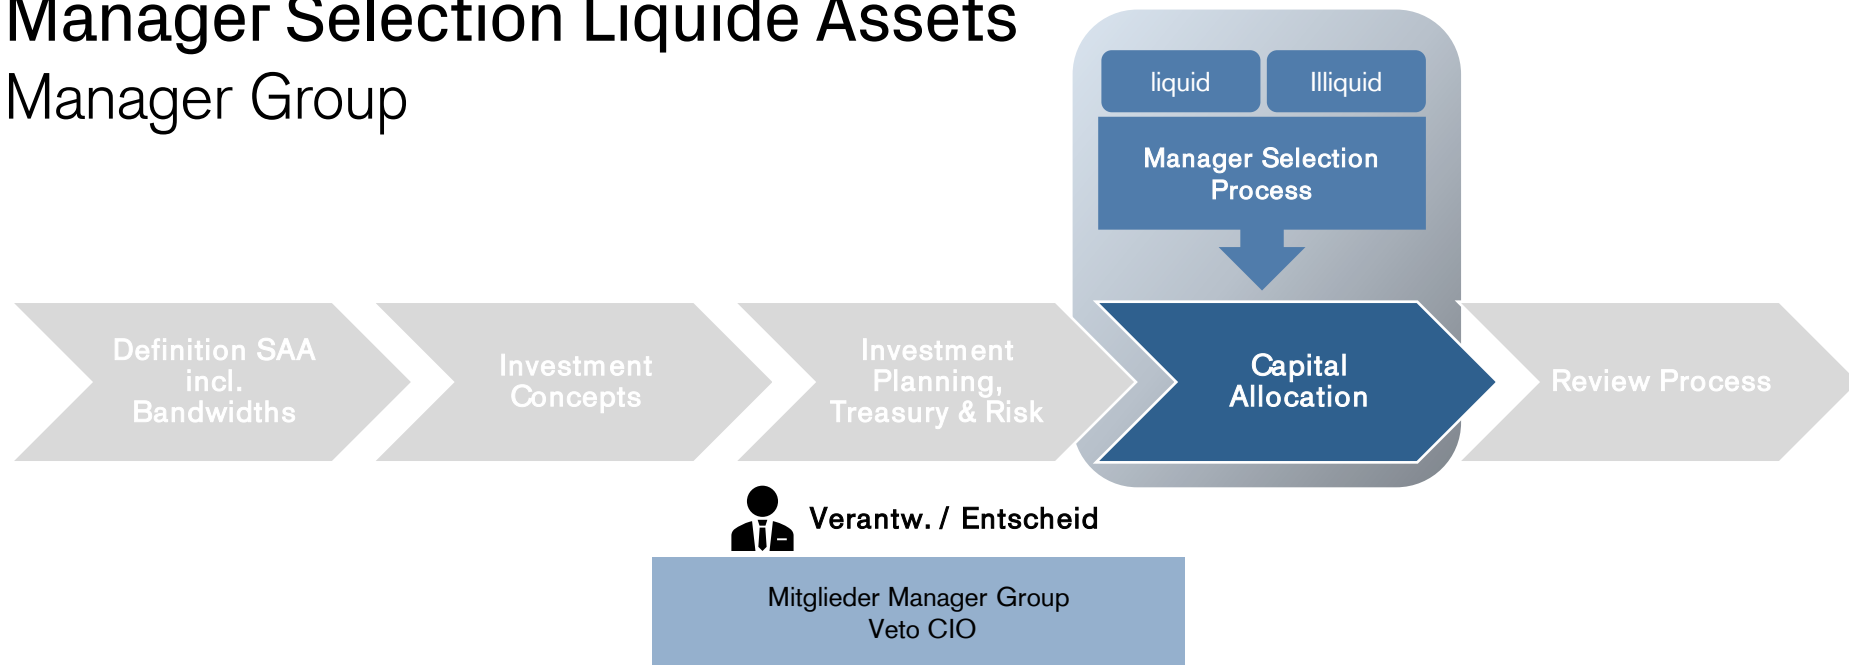 Manager Selection Liquide Assets
Manager Group
liquid
Illiquid
Manager Selection
Process
Definition SAA
incl.
Bandwidths
Investment
Concepts
Investment
Planning,
Treasury & Risk
Capital
Allocation
Review Process
Verantw. / Entscheid
Mitglieder Manager Group
Veto CIO